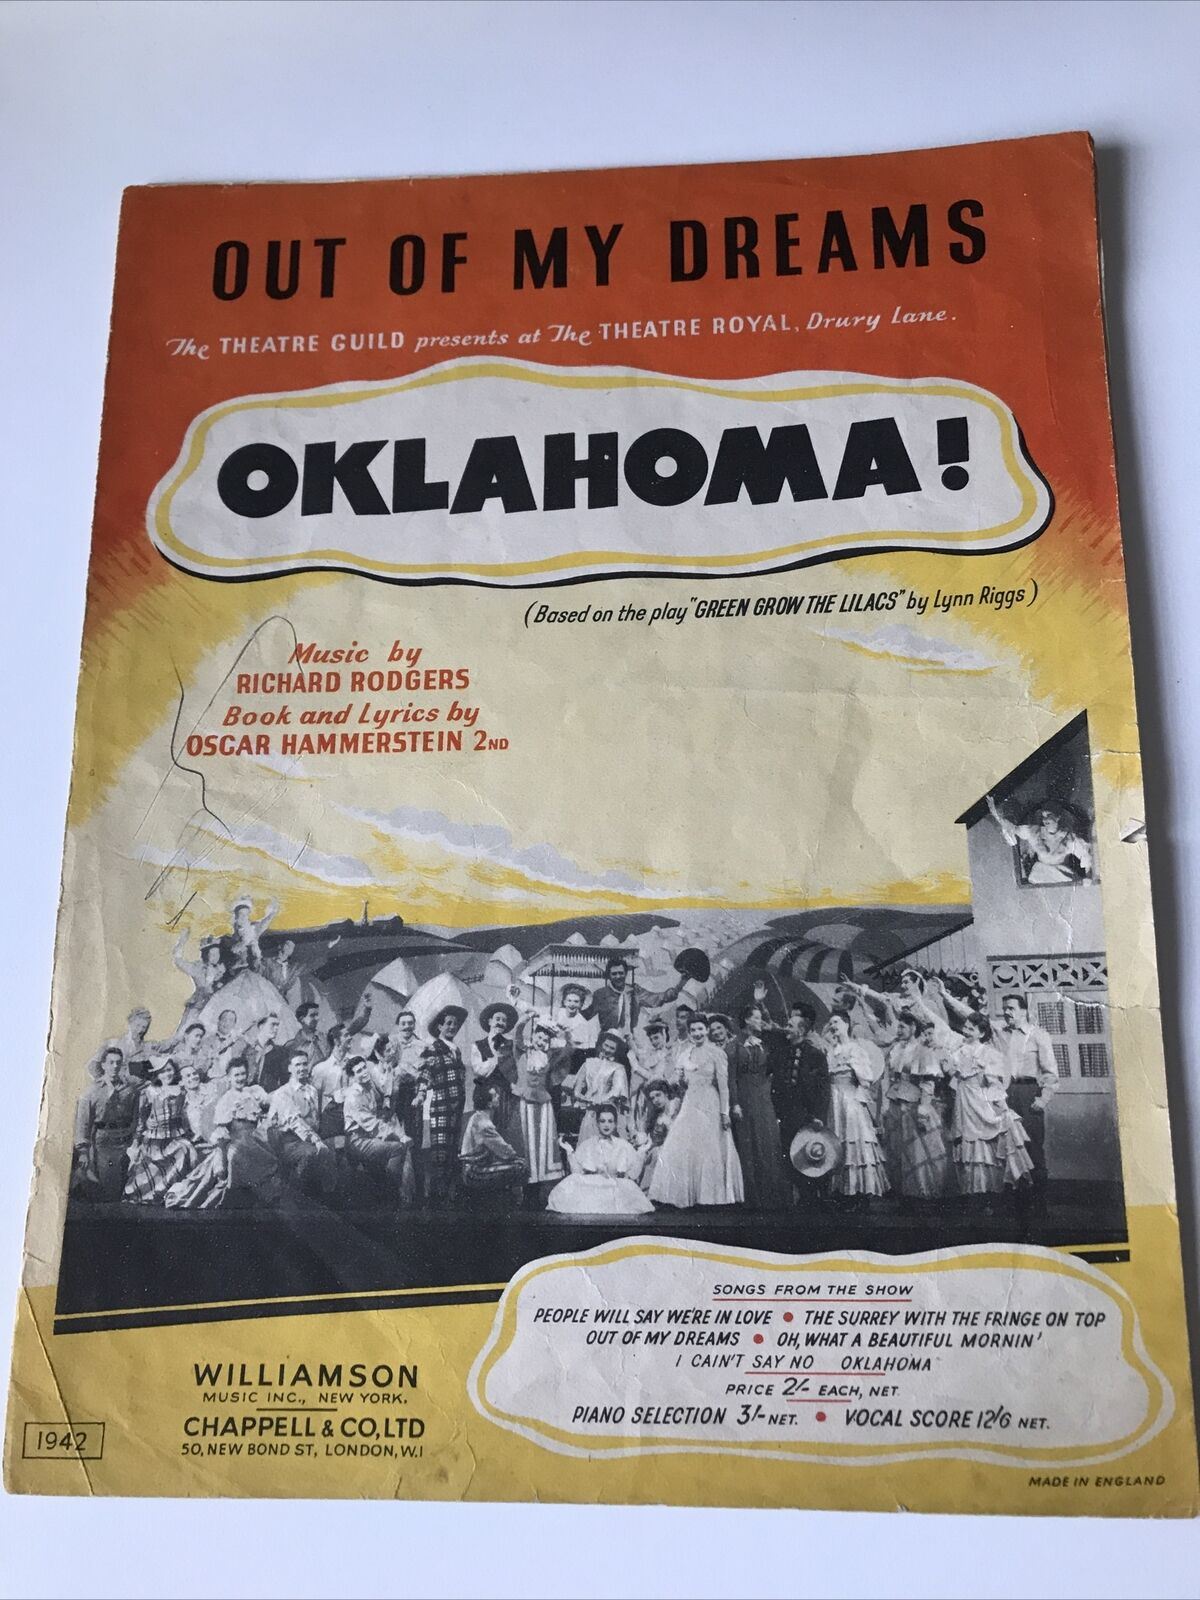 OUT OF MY DREAMS
The THEATRE GUILD presents at The THEATRE ROYAL, Drury Lane.
OKLAHOMA!
(Based on the play "GREEN GROW THE LILACS" by Lynn Riggs)
Music by
RICHARD RODGERS
Book and Lyrics by
OSCAR HAMMERSTEIN 2ND
SONGS FROM THE SHOW
PEOPLE WILL SAY WE'RE IN LOVE • THE SURREY WITH THE FRINGE ON TOP
OUT OF MY DREAMS • OH, WHAT A BEAUTIFUL MORNIN'
I CAIN'T SAY NO OKLAHOMA
PRICE 2/- EACH, NET.
PIANO SELECTION 3/- NET. • VOCAL SCORE 12/6 NET.
WILLIAMSON
MUSIC INC., NEW YORK.
CHAPPELL & CO, LTD
50, NEW BOND ST, LONDON, W.1
1942
MADE IN ENGLAND